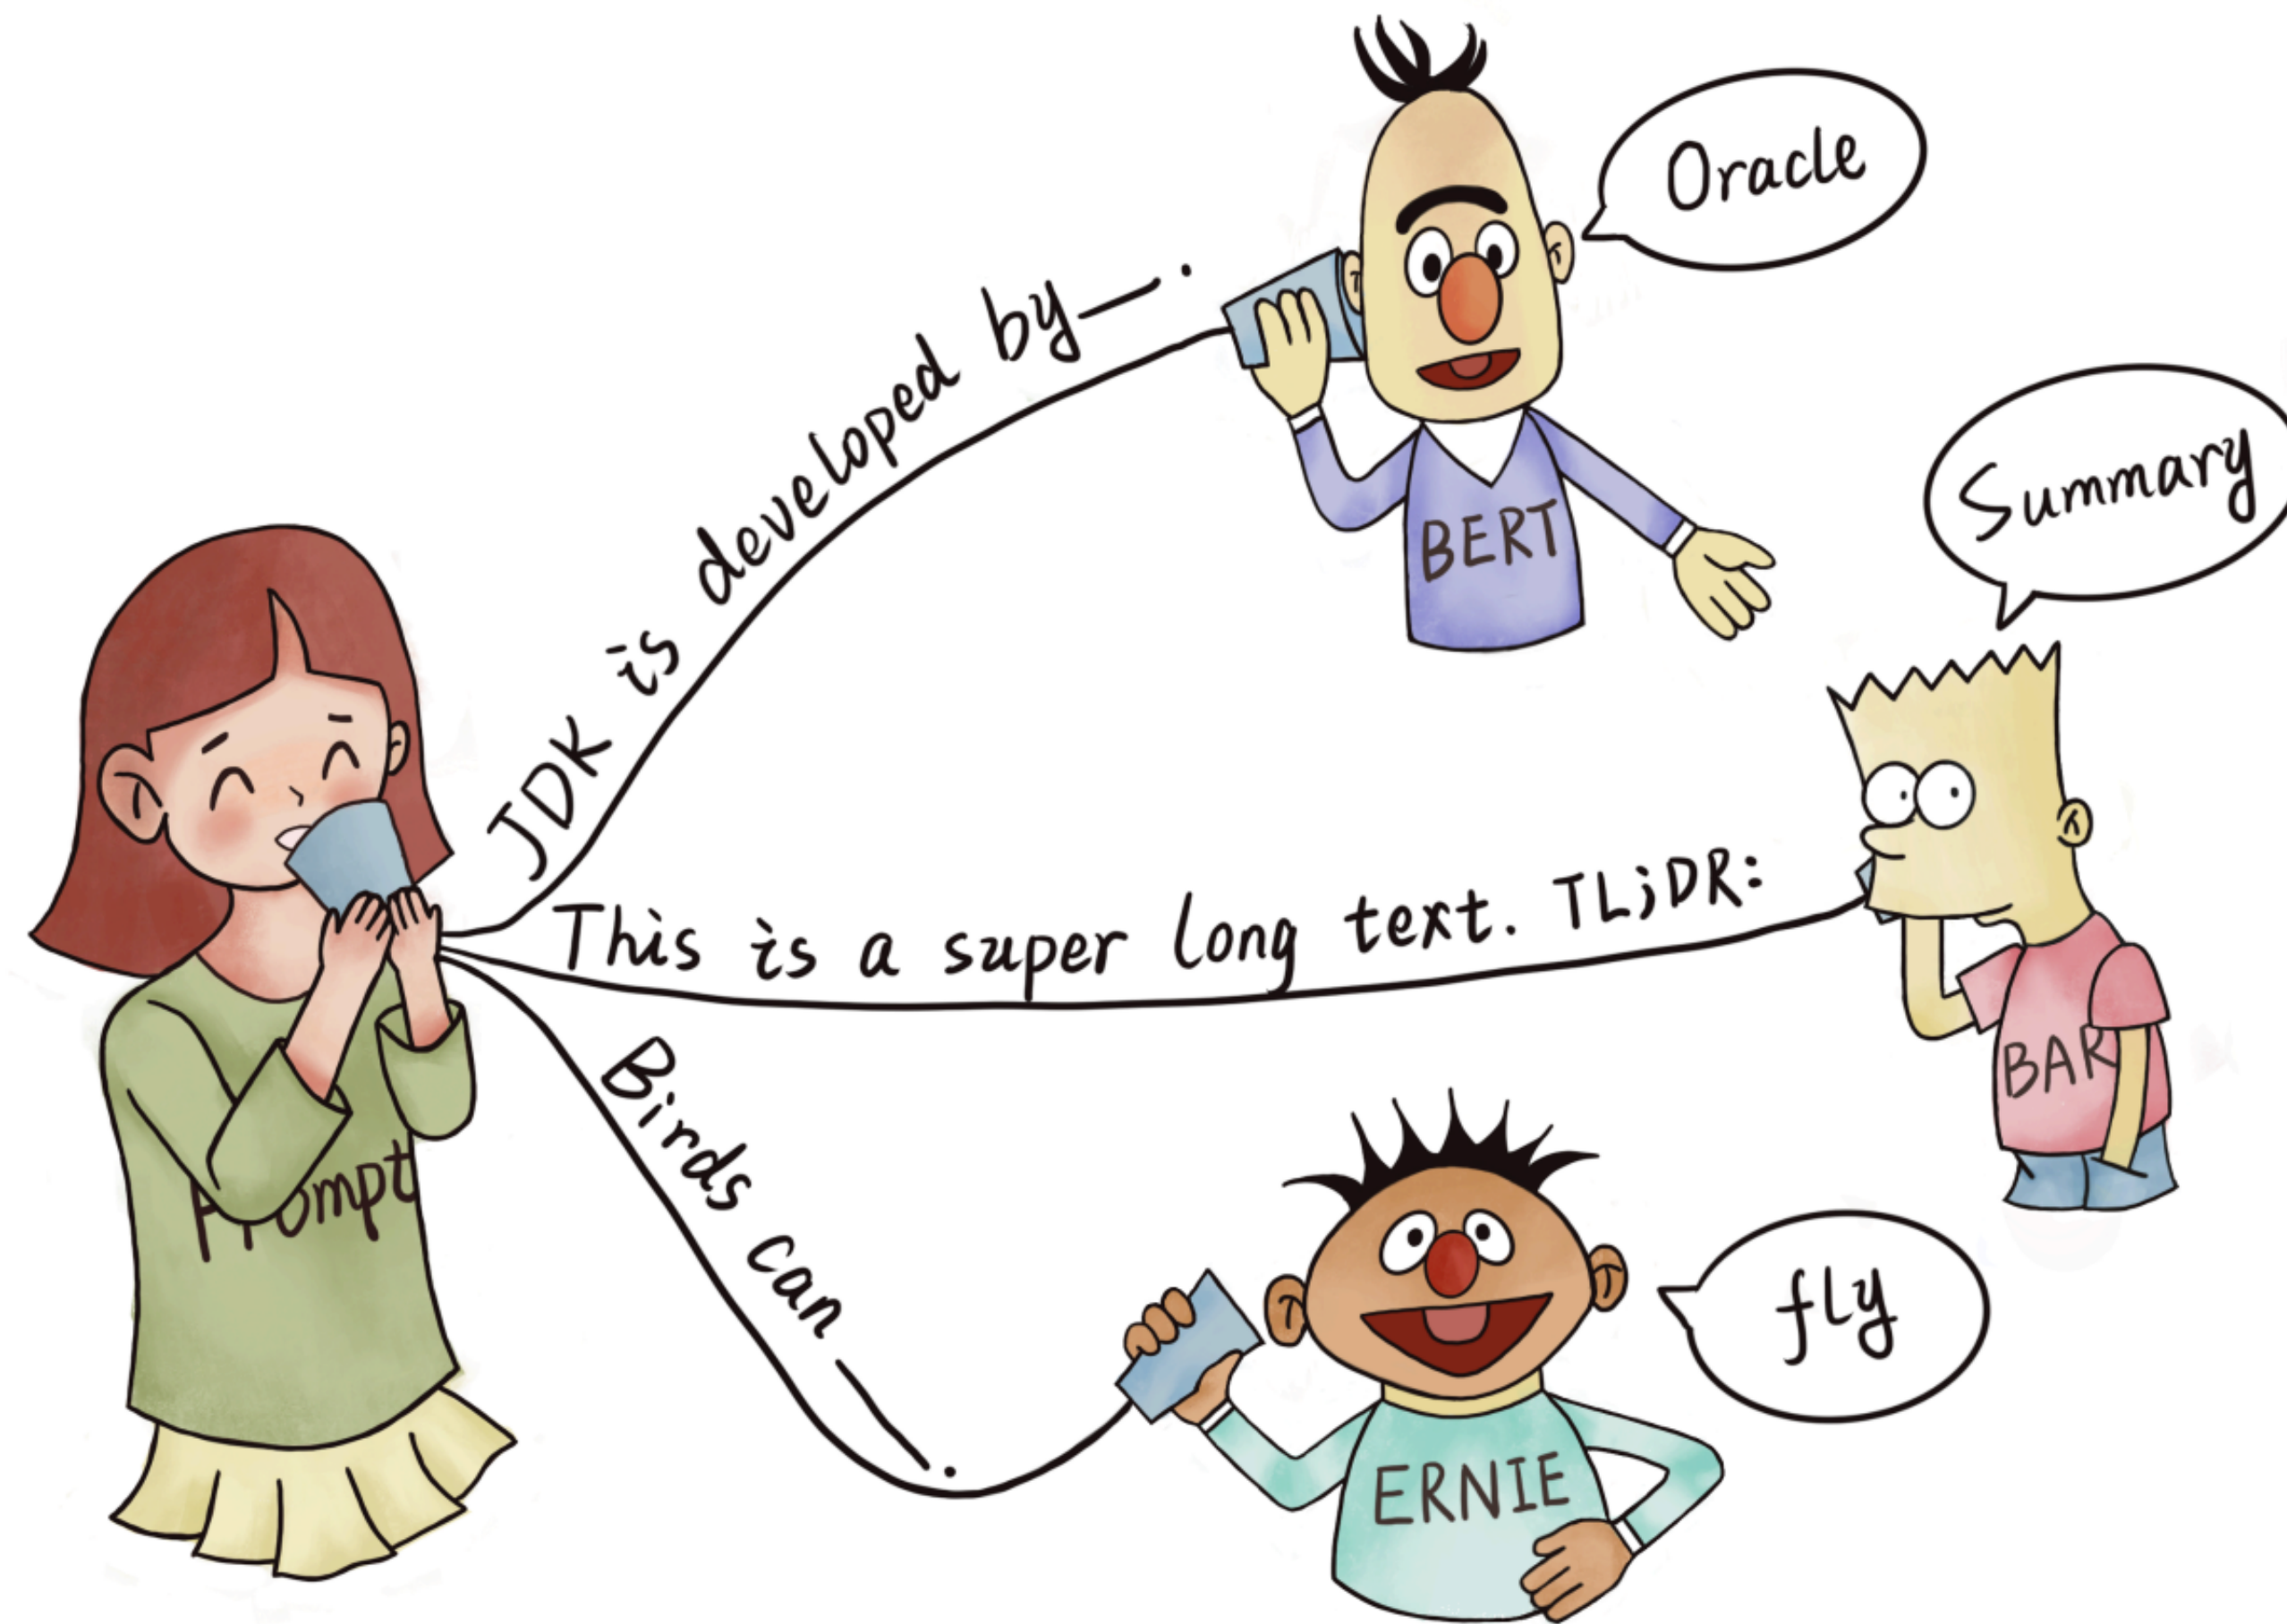 JDK is developed by —.
Oracle
BERT
This is a super long text. TL;DR:
Summary
BAR
Birds can —.
fly
ERNIE
Prompt